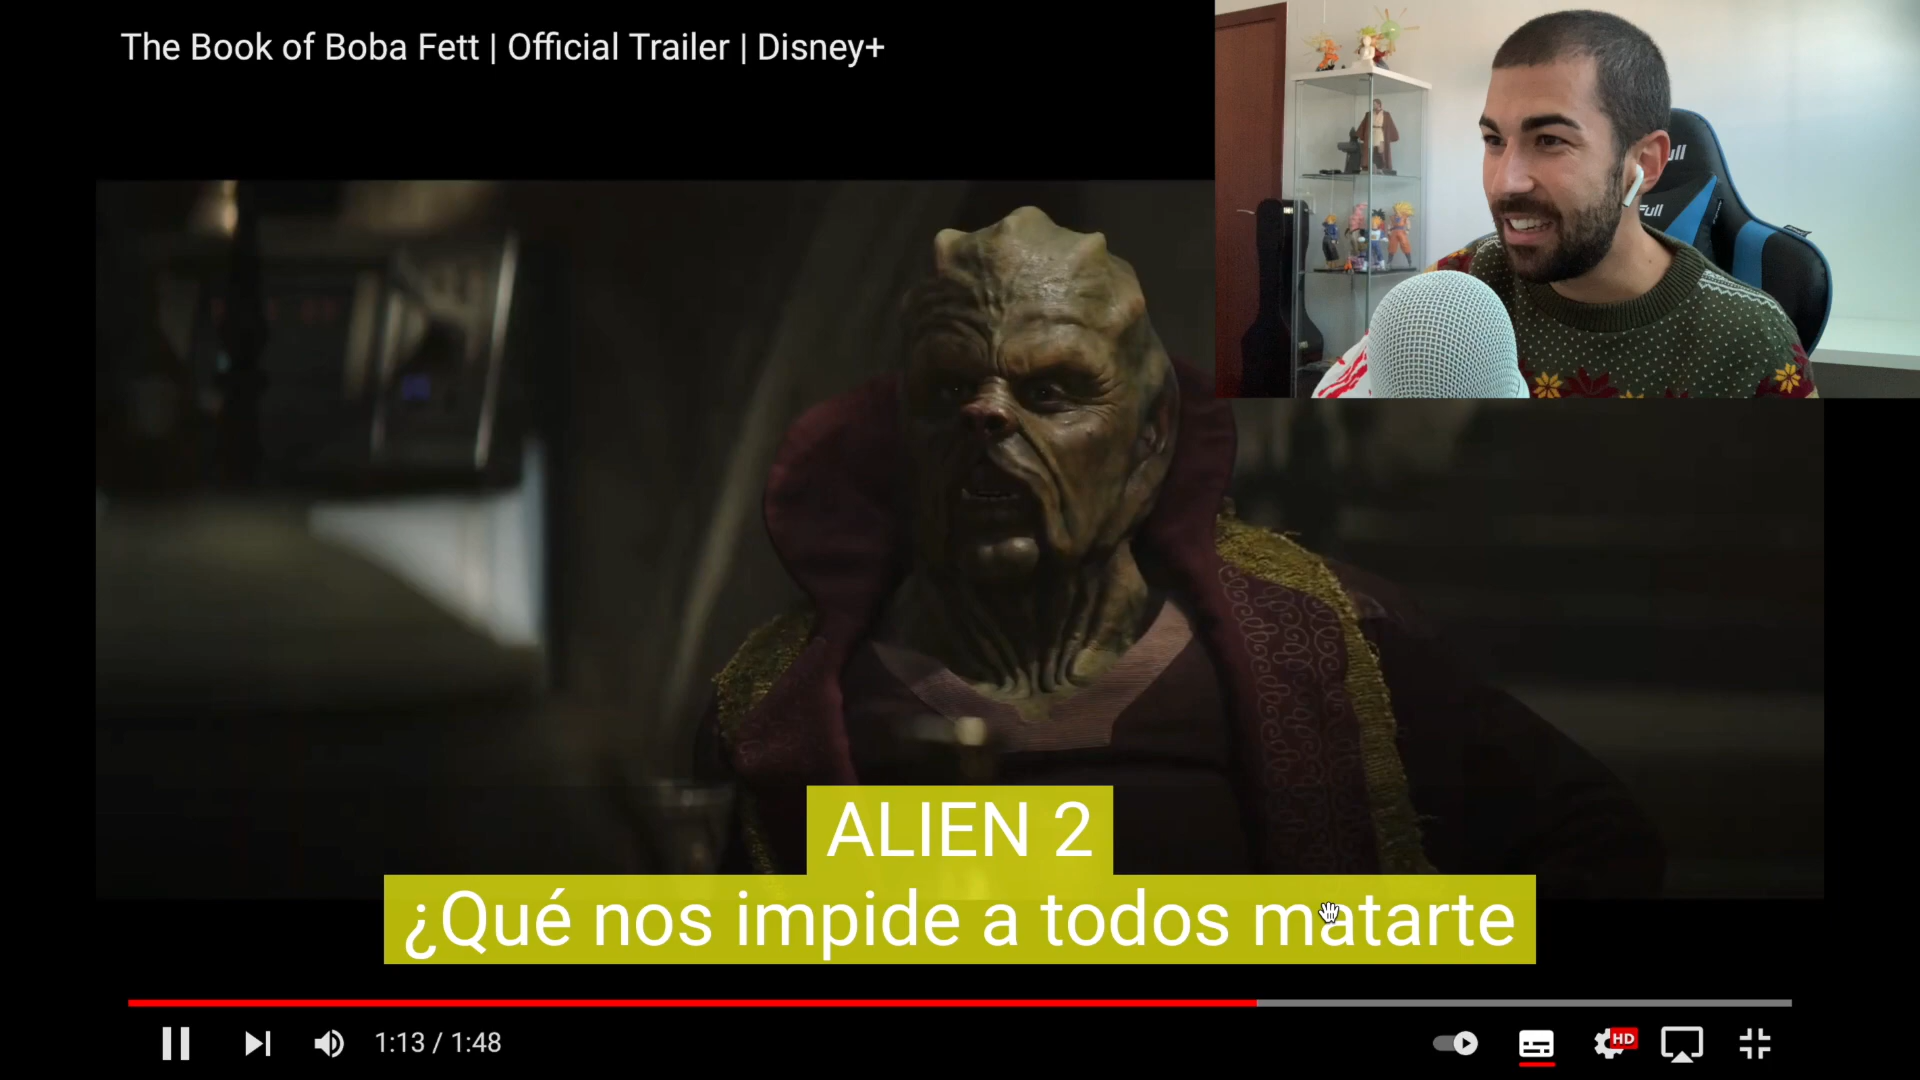 The Book of Boba Fett | Official Trailer | Disney+
Full
ALIEN 2
¿Qué nos impide a todos matarte
1:13 / 1:48
HD